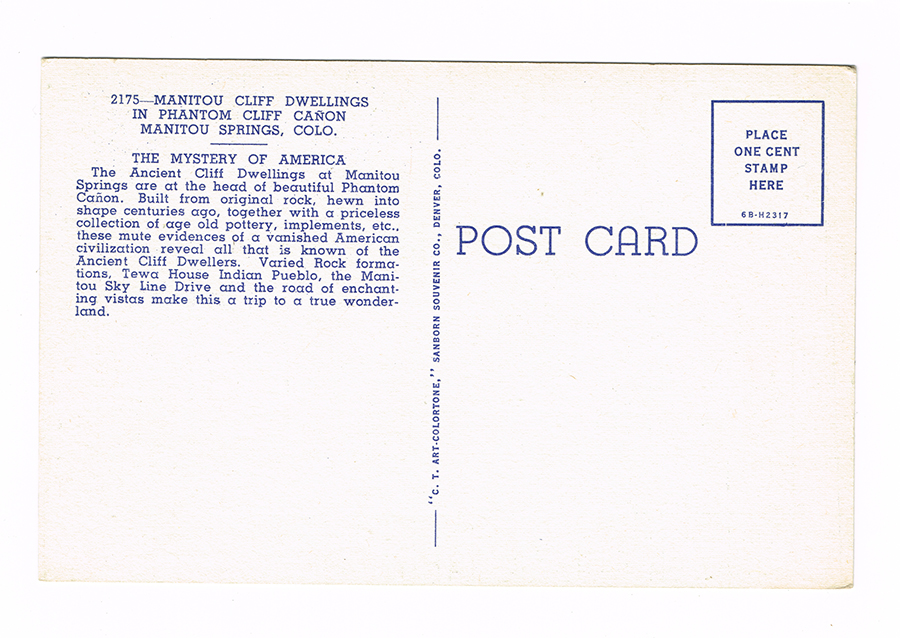 2175—MANITOU CLIFF DWELLINGS
IN PHANTOM CLIFF CAÑON
MANITOU SPRINGS, COLO.
THE MYSTERY OF AMERICA
The Ancient Cliff Dwellings at Manitou
Springs are at the head of beautiful Phantom
Cañon. Built from original rock, hewn into
shape centuries ago, together with a priceless
collection of age old pottery, implements, etc.,
these mute evidences of a vanished American
civilization reveal all that is known of the
Ancient Cliff Dwellers. Varied Rock forma-
tions, Tewa House Indian Pueblo, the Mani-
tou Sky Line Drive and the road of enchant-
ing vistas make this a trip to a true wonder-
land.
"C. T. ART-COLORTONE," SANBORN SOUVENIR CO., DENVER, COLO.
POST CARD
PLACE
ONE CENT
STAMP
HERE
6B-H2317